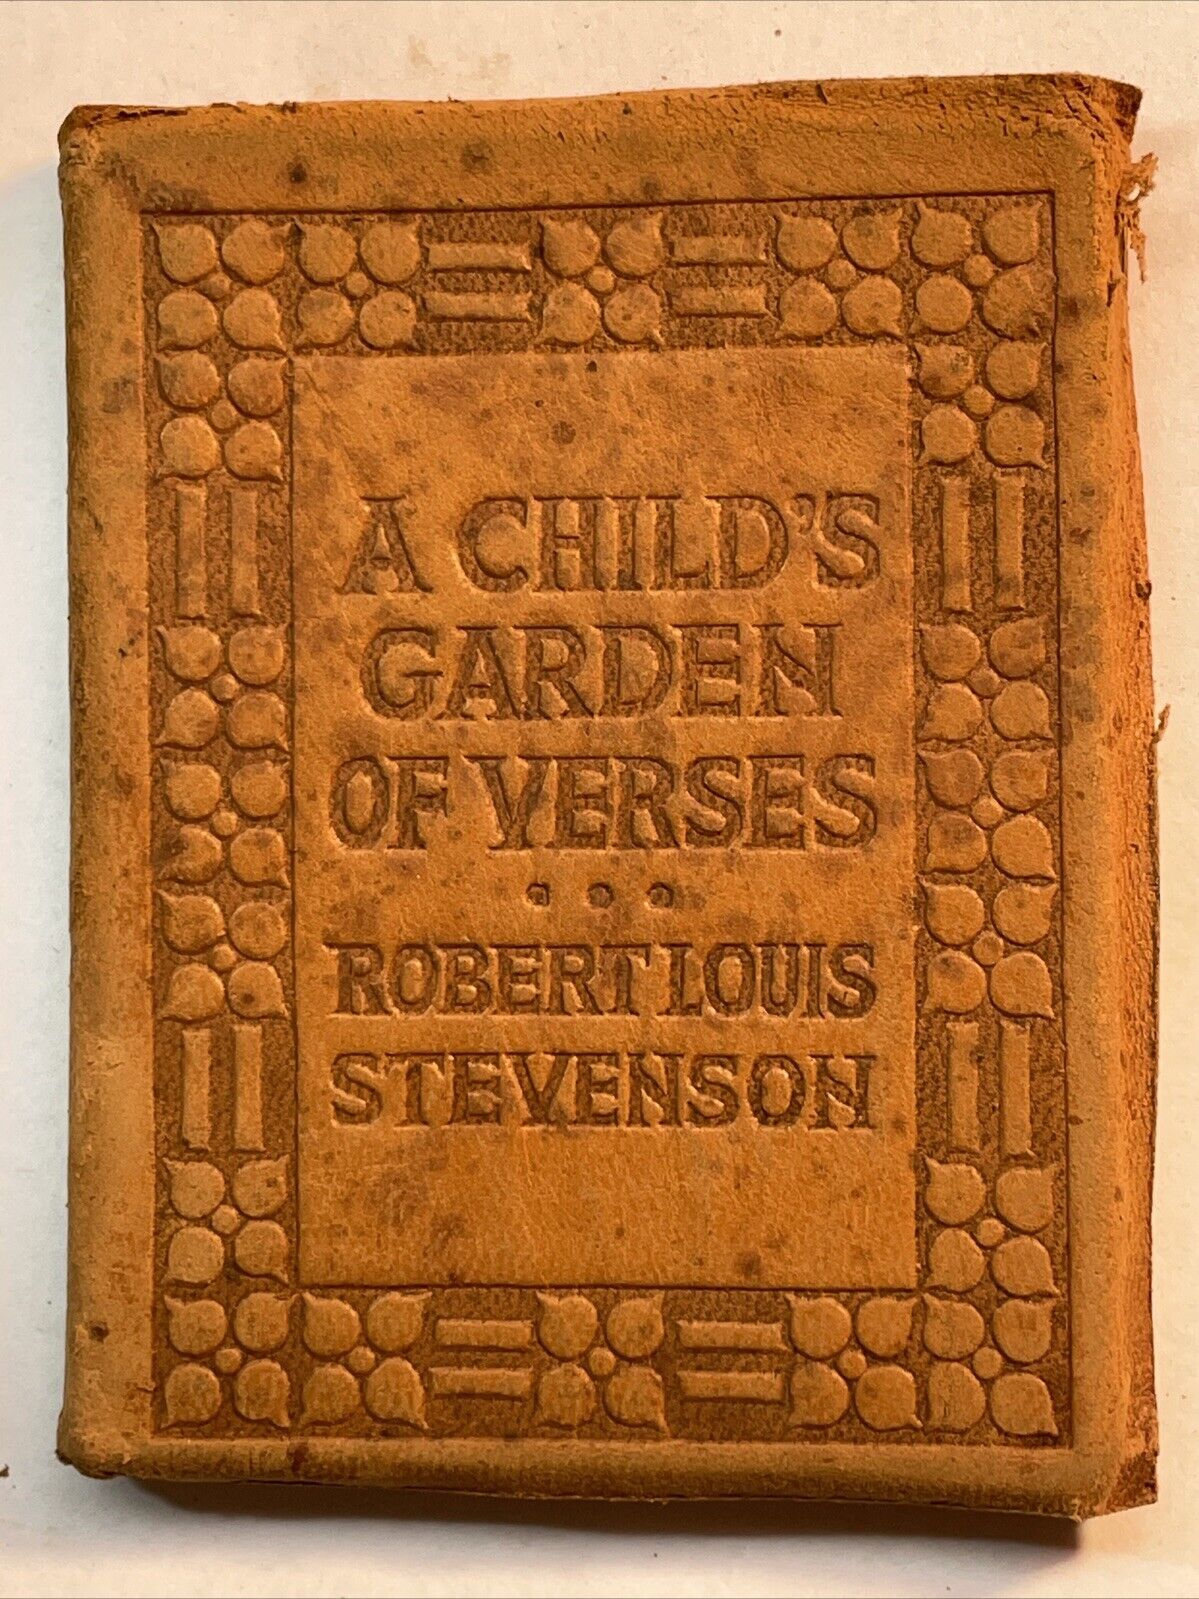 A CHILD'S
GARDEN
OF VERSES
ROBERT LOUIS
STEVENSON